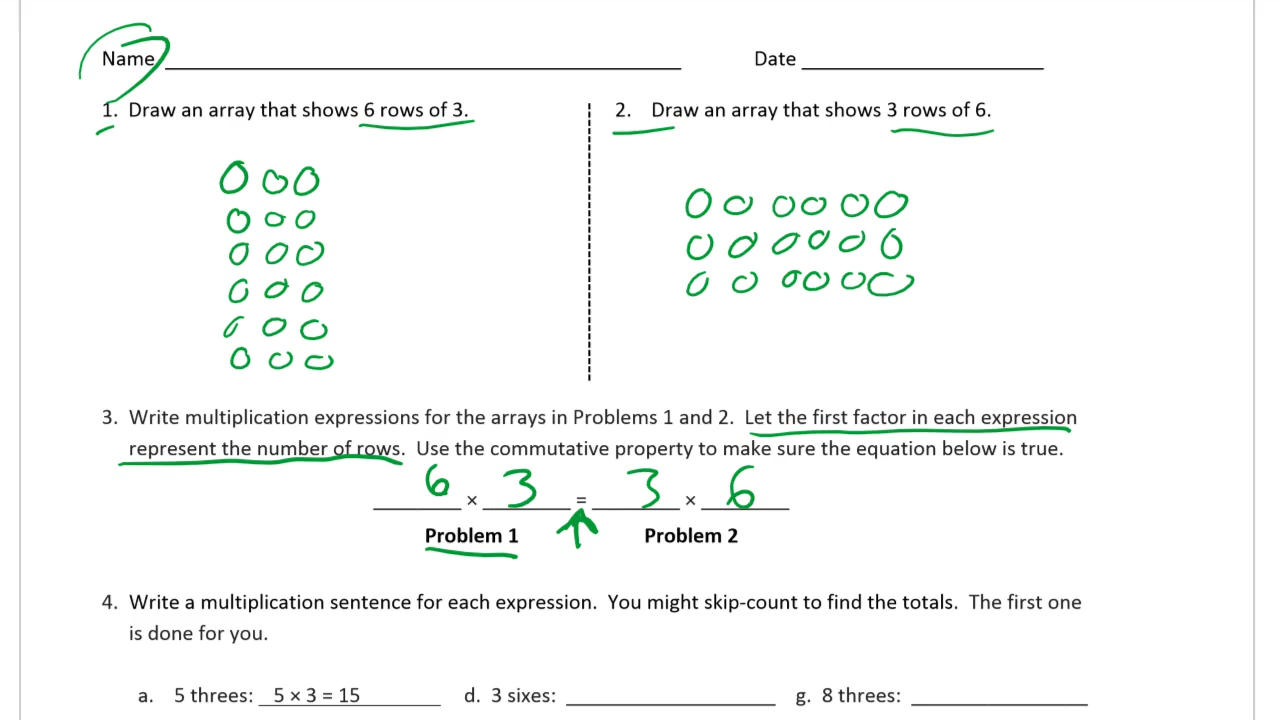 Name ____ Date ____
1. Draw an array that shows 6 rows of 3.
2. Draw an array that shows 3 rows of 6.
3. Write multiplication expressions for the arrays in Problems 1 and 2. Let the first factor in each expression
represent the number of rows. Use the commutative property to make sure the equation below is true.
6 × 3 = 3 × 6
Problem 1 Problem 2
4. Write a multiplication sentence for each expression. You might skip-count to find the totals. The first one
is done for you.
a. 5 threes: 5 × 3 = 15 d. 3 sixes: ____ g. 8 threes: ____